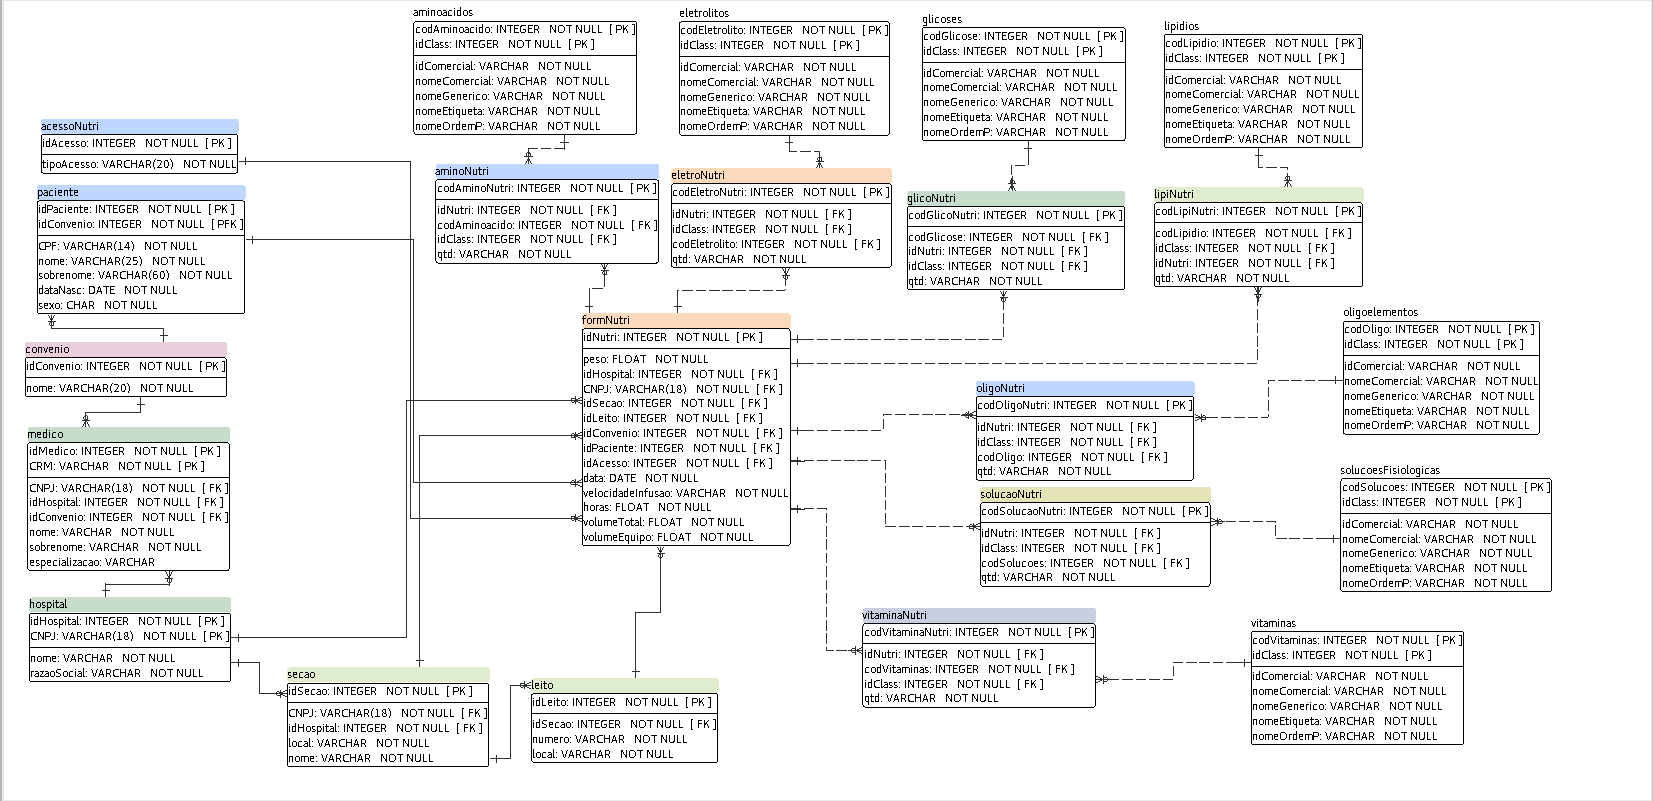 aminoacidos
codAminoacido: INTEGER NOT NULL [ PK ]
idClass: INTEGER NOT NULL [ PK ]
idComercial: VARCHAR NOT NULL
nomeComercial: VARCHAR NOT NULL
nomeGenerico: VARCHAR NOT NULL
nomeEtiqueta: VARCHAR NOT NULL
nomeOrdemP: VARCHAR NOT NULL
eletrolitos
codEletrolito: INTEGER NOT NULL [ PK ]
idClass: INTEGER NOT NULL [ PK ]
idComercial: VARCHAR NOT NULL
nomeComercial: VARCHAR NOT NULL
nomeGenerico: VARCHAR NOT NULL
nomeEtiqueta: VARCHAR NOT NULL
nomeOrdemP: VARCHAR NOT NULL
glicoses
codGlicose: INTEGER NOT NULL [ PK ]
idClass: INTEGER NOT NULL [ PK ]
idComercial: VARCHAR NOT NULL
nomeComercial: VARCHAR NOT NULL
nomeGenerico: VARCHAR NOT NULL
nomeEtiqueta: VARCHAR NOT NULL
nomeOrdemP: VARCHAR NOT NULL
lipidios
codLipidio: INTEGER NOT NULL [ PK ]
idClass: INTEGER NOT NULL [ PK ]
idComercial: VARCHAR NOT NULL
nomeComercial: VARCHAR NOT NULL
nomeGenerico: VARCHAR NOT NULL
nomeEtiqueta: VARCHAR NOT NULL
nomeOrdemP: VARCHAR NOT NULL
acessoNutri
idAcesso: INTEGER NOT NULL [ PK ]
tipoAcesso: VARCHAR(20) NOT NULL
paciente
idPaciente: INTEGER NOT NULL [ PK ]
idConvenio: INTEGER NOT NULL [ PFK ]
CPF: VARCHAR(14) NOT NULL
nome: VARCHAR(25) NOT NULL
sobrenome: VARCHAR(60) NOT NULL
dataNasc: DATE NOT NULL
sexo: CHAR NOT NULL
aminoNutri
codAminoNutri: INTEGER NOT NULL [ PK ]
idNutri: INTEGER NOT NULL [ FK ]
codAminoacido: INTEGER NOT NULL [ FK ]
idClass: INTEGER NOT NULL [ FK ]
qtd: VARCHAR NOT NULL
eletroNutri
codEletroNutri: INTEGER NOT NULL [ PK ]
idNutri: INTEGER NOT NULL [ FK ]
idClass: INTEGER NOT NULL [ FK ]
codEletrolito: INTEGER NOT NULL [ FK ]
qtd: VARCHAR NOT NULL
glicoNutri
codGlicoNutri: INTEGER NOT NULL [ PK ]
codGlicose: INTEGER NOT NULL [ FK ]
idNutri: INTEGER NOT NULL [ FK ]
idClass: INTEGER NOT NULL [ FK ]
qtd: VARCHAR NOT NULL
lipiNutri
codLipiNutri: INTEGER NOT NULL [ PK ]
codLipidio: INTEGER NOT NULL [ FK ]
idClass: INTEGER NOT NULL [ FK ]
idNutri: INTEGER NOT NULL [ FK ]
qtd: VARCHAR NOT NULL
convenio
idConvenio: INTEGER NOT NULL [ PK ]
nome: VARCHAR(20) NOT NULL
formNutri
idNutri: INTEGER NOT NULL [ PK ]
peso: FLOAT NOT NULL
idHospital: INTEGER NOT NULL [ FK ]
CNPJ: VARCHAR(18) NOT NULL [ FK ]
idSecao: INTEGER NOT NULL [ FK ]
idLeito: INTEGER NOT NULL [ FK ]
idConvenio: INTEGER NOT NULL [ FK ]
idPaciente: INTEGER NOT NULL [ FK ]
idAcesso: INTEGER NOT NULL [ FK ]
data: DATE NOT NULL
velocidadeInfusao: VARCHAR NOT NULL
horas: FLOAT NOT NULL
volumeTotal: FLOAT NOT NULL
volumeEquipo: FLOAT NOT NULL
oligoelementos
codOligo: INTEGER NOT NULL [ PK ]
idClass: INTEGER NOT NULL [ PK ]
idComercial: VARCHAR NOT NULL
nomeComercial: VARCHAR NOT NULL
nomeGenerico: VARCHAR NOT NULL
nomeEtiqueta: VARCHAR NOT NULL
nomeOrdemP: VARCHAR NOT NULL
oligoNutri
codOligoNutri: INTEGER NOT NULL [ PK ]
idNutri: INTEGER NOT NULL [ FK ]
idClass: INTEGER NOT NULL [ FK ]
codOligo: INTEGER NOT NULL [ FK ]
qtd: VARCHAR NOT NULL
medico
idMedico: INTEGER NOT NULL [ PK ]
CRM: VARCHAR NOT NULL [ PK ]
CNPJ: VARCHAR(18) NOT NULL [ FK ]
idHospital: INTEGER NOT NULL [ FK ]
idConvenio: INTEGER NOT NULL [ FK ]
nome: VARCHAR NOT NULL
sobrenome: VARCHAR NOT NULL
especializacao: VARCHAR
solucaoNutri
codSolucaoNutri: INTEGER NOT NULL [ PK ]
idNutri: INTEGER NOT NULL [ FK ]
idClass: INTEGER NOT NULL [ FK ]
codSolucoes: INTEGER NOT NULL [ FK ]
qtd: VARCHAR NOT NULL
solucoesFisiologicas
codSolucoes: INTEGER NOT NULL [ PK ]
idClass: INTEGER NOT NULL [ PK ]
idComercial: VARCHAR NOT NULL
nomeComercial: VARCHAR NOT NULL
nomeGenerico: VARCHAR NOT NULL
nomeEtiqueta: VARCHAR NOT NULL
nomeOrdemP: VARCHAR NOT NULL
hospital
idHospital: INTEGER NOT NULL [ PK ]
CNPJ: VARCHAR(18) NOT NULL [ PK ]
nome: VARCHAR NOT NULL
razaoSocial: VARCHAR NOT NULL
secao
idSecao: INTEGER NOT NULL [ PK ]
CNPJ: VARCHAR(18) NOT NULL [ FK ]
idHospital: INTEGER NOT NULL [ FK ]
local: VARCHAR NOT NULL
nome: VARCHAR NOT NULL
leito
idLeito: INTEGER NOT NULL [ PK ]
idSecao: INTEGER NOT NULL [ FK ]
numero: VARCHAR NOT NULL
local: VARCHAR NOT NULL
vitaminaNutri
codVitaminaNutri: INTEGER NOT NULL [ PK ]
idNutri: INTEGER NOT NULL [ FK ]
codVitaminas: INTEGER NOT NULL [ FK ]
idClass: INTEGER NOT NULL [ FK ]
qtd: VARCHAR NOT NULL
vitaminas
codVitaminas: INTEGER NOT NULL [ PK ]
idClass: INTEGER NOT NULL [ PK ]
idComercial: VARCHAR NOT NULL
nomeComercial: VARCHAR NOT NULL
nomeGenerico: VARCHAR NOT NULL
nomeEtiqueta: VARCHAR NOT NULL
nomeOrdemP: VARCHAR NOT NULL